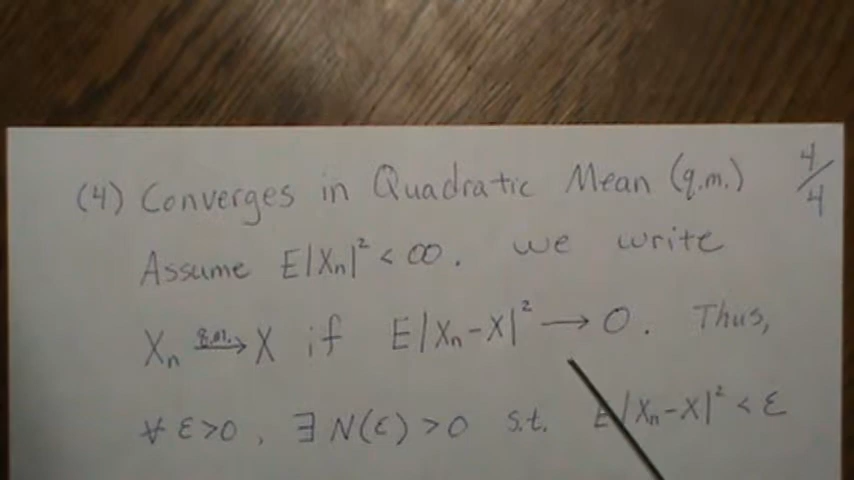 (4) Converges in Quadratic Mean (q.m.) 4/4
Assume E|Xn|² < ∞. we write
Xn q.m.→ X if E|Xn-X|² → 0. Thus,
∀ ε>0, ∃ N(ε) > 0 s.t. E|Xn-X|² < ε